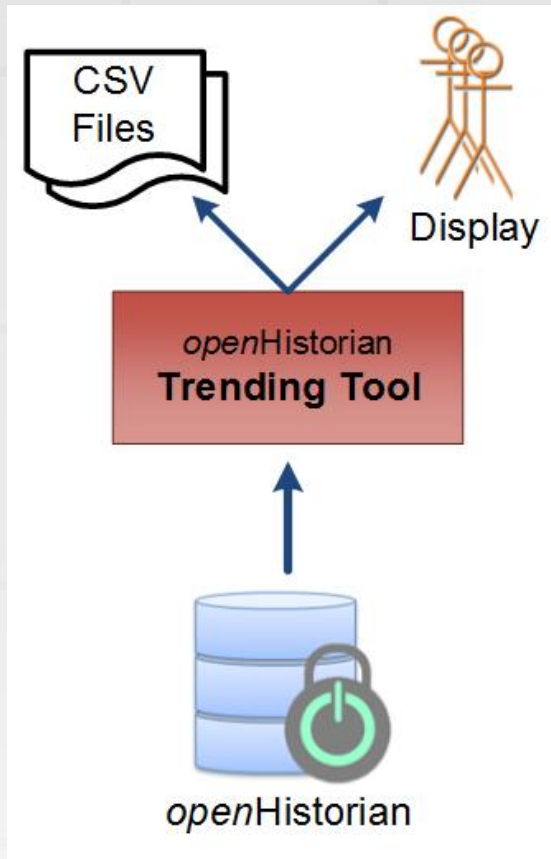 CSV
Files
Display
openHistorian
Trending Tool
openHistorian